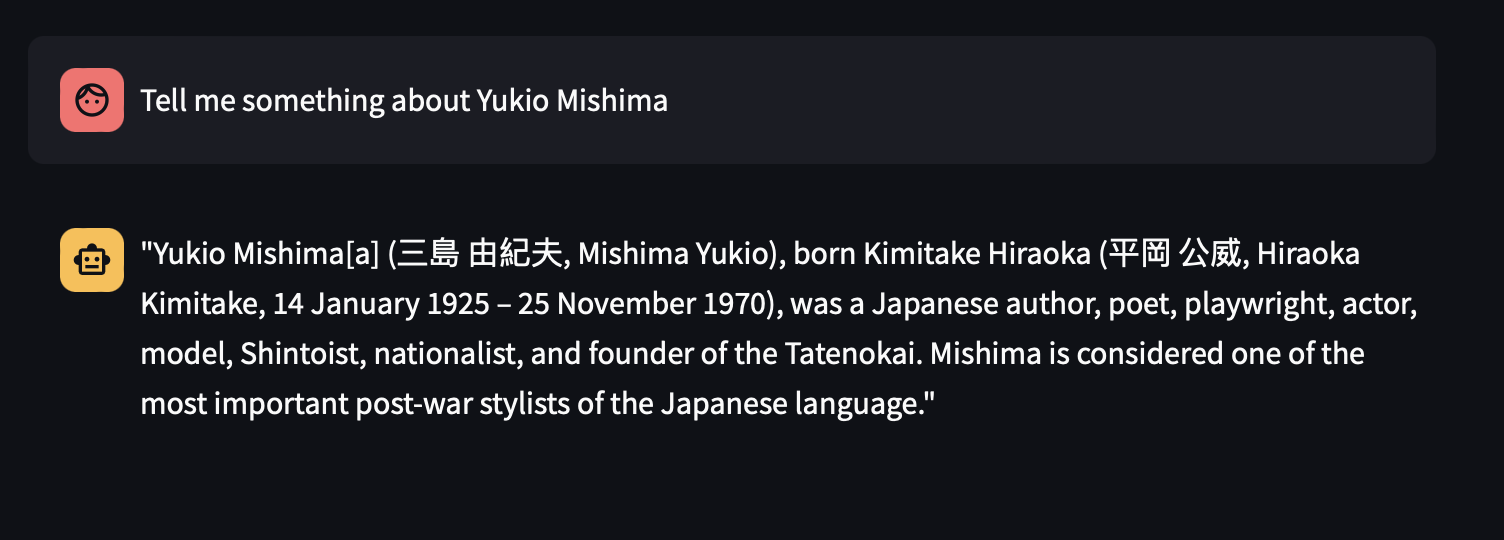 Tell me something about Yukio Mishima
"Yukio Mishima[a] (三島 由紀夫, Mishima Yukio), born Kimitake Hiraoka (平岡 公威, Hiraoka
Kimitake, 14 January 1925 – 25 November 1970), was a Japanese author, poet, playwright, actor,
model, Shintoist, nationalist, and founder of the Tatenokai. Mishima is considered one of the
most important post-war stylists of the Japanese language."